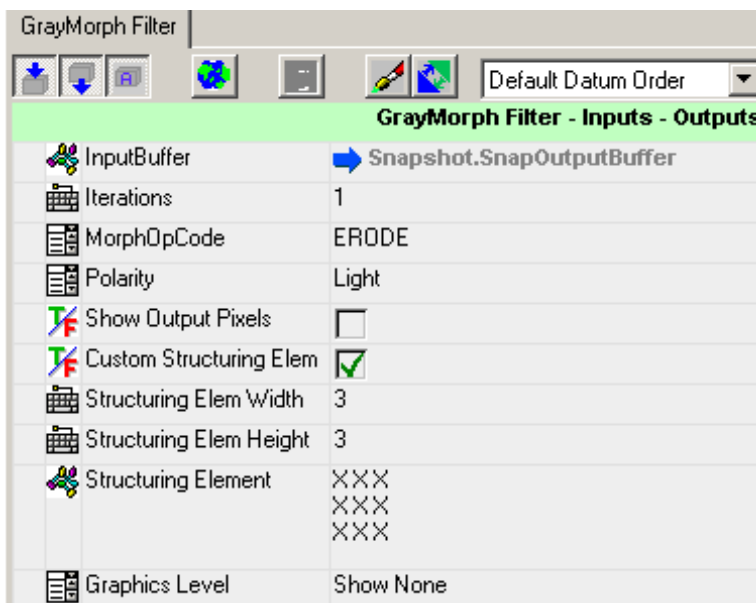 GrayMorph Filter
A
Default Datum Order
GrayMorph Filter - Inputs - Outputs
InputBuffer Snapshot.SnapOutputBuffer
Iterations 1
MorphOpCode ERODE
Polarity Light
T/F Show Output Pixels
T/F Custom Structuring Elem
Structuring Elem Width 3
Structuring Elem Height 3
Structuring Element XXX
XXX
XXX
Graphics Level Show None